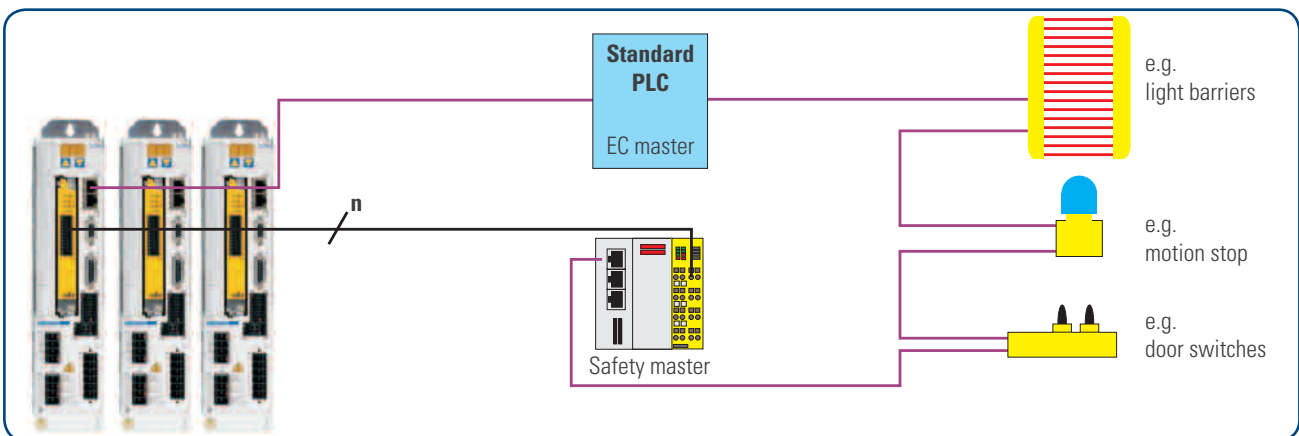 Standard
PLC
EC master
e.g.
light barriers
n
e.g.
motion stop
Safety master
e.g.
door switches